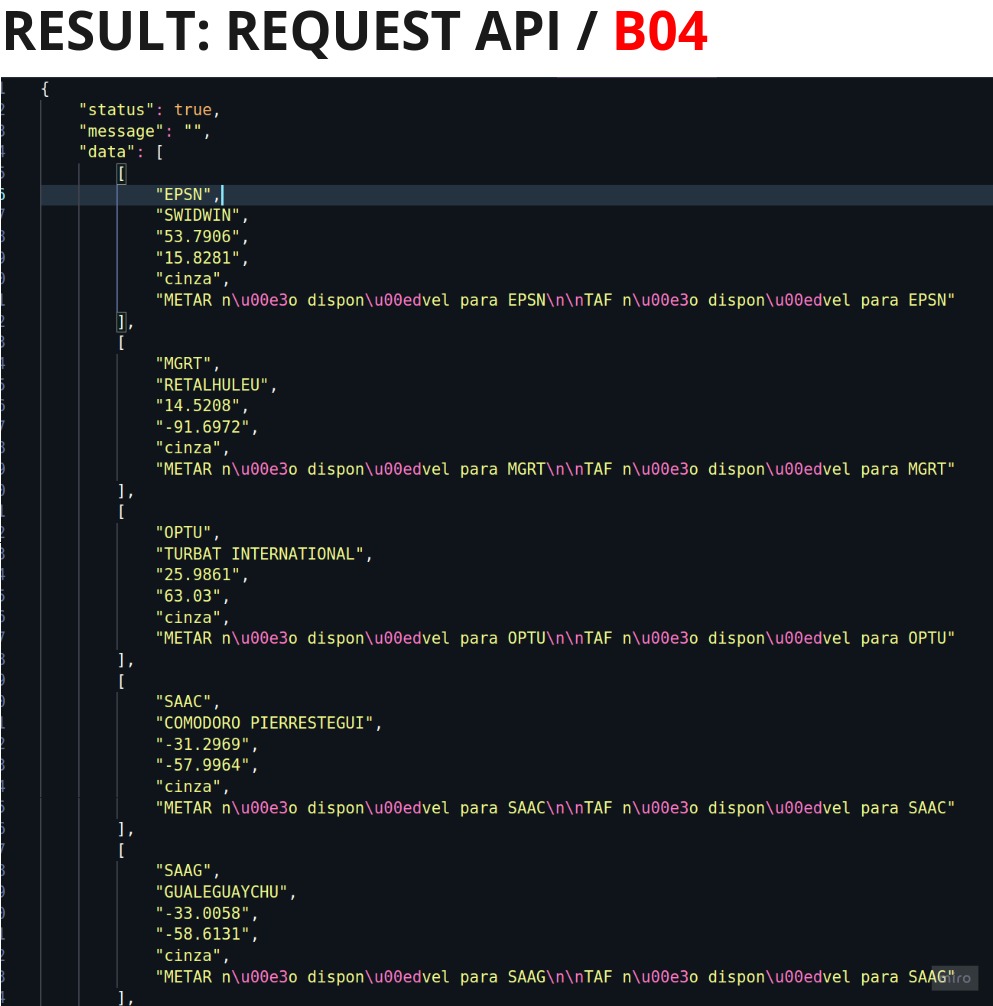 RESULT: REQUEST API / B04
{
"status": true,
"message": "",
"data": [
[
"EPSN",
"SWIDWIN",
"53.7906",
"15.8281",
"cinza",
"METAR n\u00e3o dispon\u00edvel para EPSN\n\nTAF n\u00e3o dispon\u00edvel para EPSN"
],
[
"MGRT",
"RETALHULEU",
"14.5208",
"-91.6972",
"cinza",
"METAR n\u00e3o dispon\u00edvel para MGRT\n\nTAF n\u00e3o dispon\u00edvel para MGRT"
],
[
"OPTU",
"TURBAT INTERNATIONAL",
"25.9861",
"63.03",
"cinza",
"METAR n\u00e3o dispon\u00edvel para OPTU\n\nTAF n\u00e3o dispon\u00edvel para OPTU"
],
[
"SAAC",
"COMODORO PIERRESTEGUI",
"-31.2969",
"-57.9964",
"cinza",
"METAR n\u00e3o dispon\u00edvel para SAAC\n\nTAF n\u00e3o dispon\u00edvel para SAAC"
],
[
"SAAG",
"GUALEGUAYCHU",
"-33.0058",
"-58.6131",
"cinza",
"METAR n\u00e3o dispon\u00edvel para SAAG\n\nTAF n\u00e3o dispon\u00edvel para SAAG"
miro
],